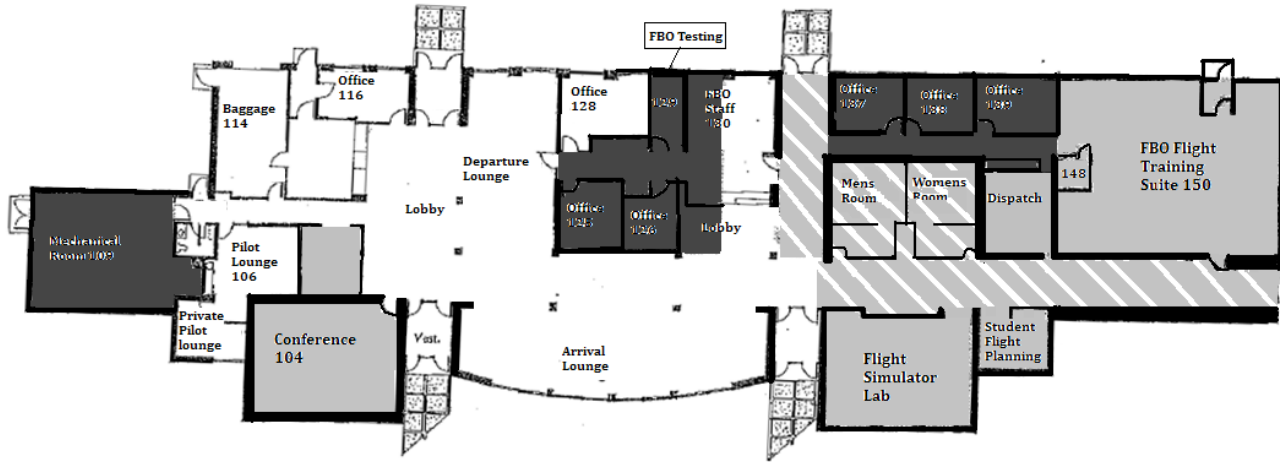 FBO Testing
Office
116
Baggage
114
Office
128
129
FBO
Staff
130
Office
137
Office
138
Office
139
FBO Flight
Training
Suite 150
148
Departure
Lounge
Mens
Room
Womens
Room
Dispatch
Lobby
Office
Office
Lobby
Mechanical
Room 109
Pilot
Lounge
106
Private
Pilot
lounge
Conference
104
Vest.
Arrival
Lounge
Flight
Simulator
Lab
Student
Flight
Planning